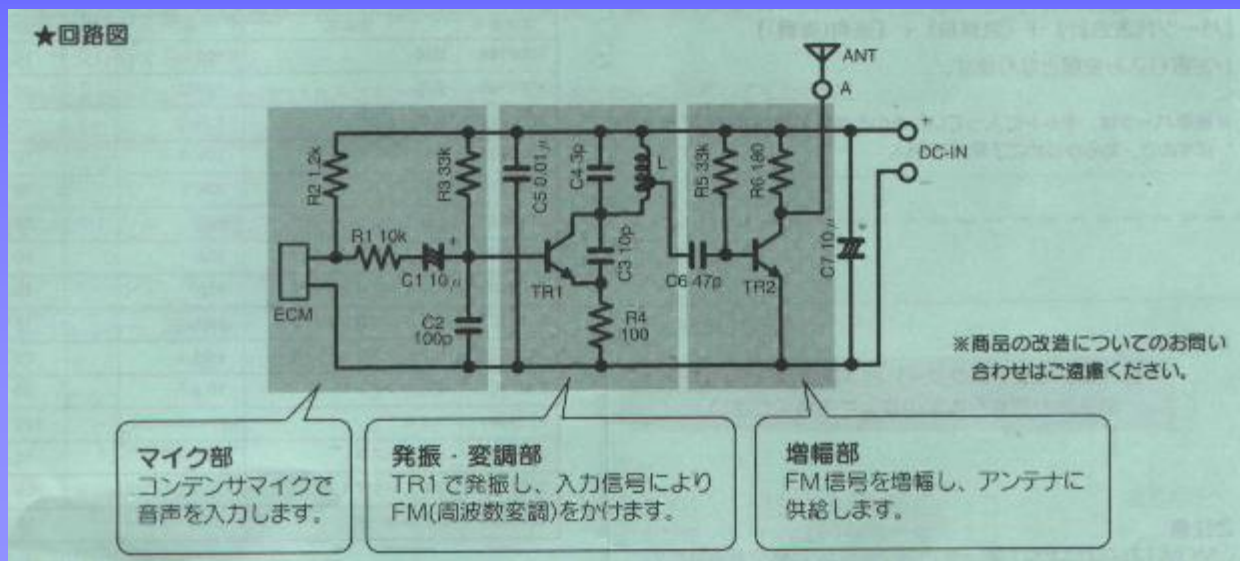 ★回路図
ANT
A
DC-IN
R2 1.2k
R3 33k
C5 0.01μ
C4 3p
L
R5 33k
R6 180
R1 10k
+
C1 10μ
C3 10p
C7 10μ
+
TR1
C6 47p
TR2
ECM
C2
100p
R4
100
※商品の改造についてのお問い
合わせはご遠慮ください。
マイク部
コンデンサマイクで
音声を入力します。
発振・変調部
TR1で発振し、入力信号により
FM(周波数変調)をかけます。
増幅部
FM信号を増幅し、アンテナに
供給します。